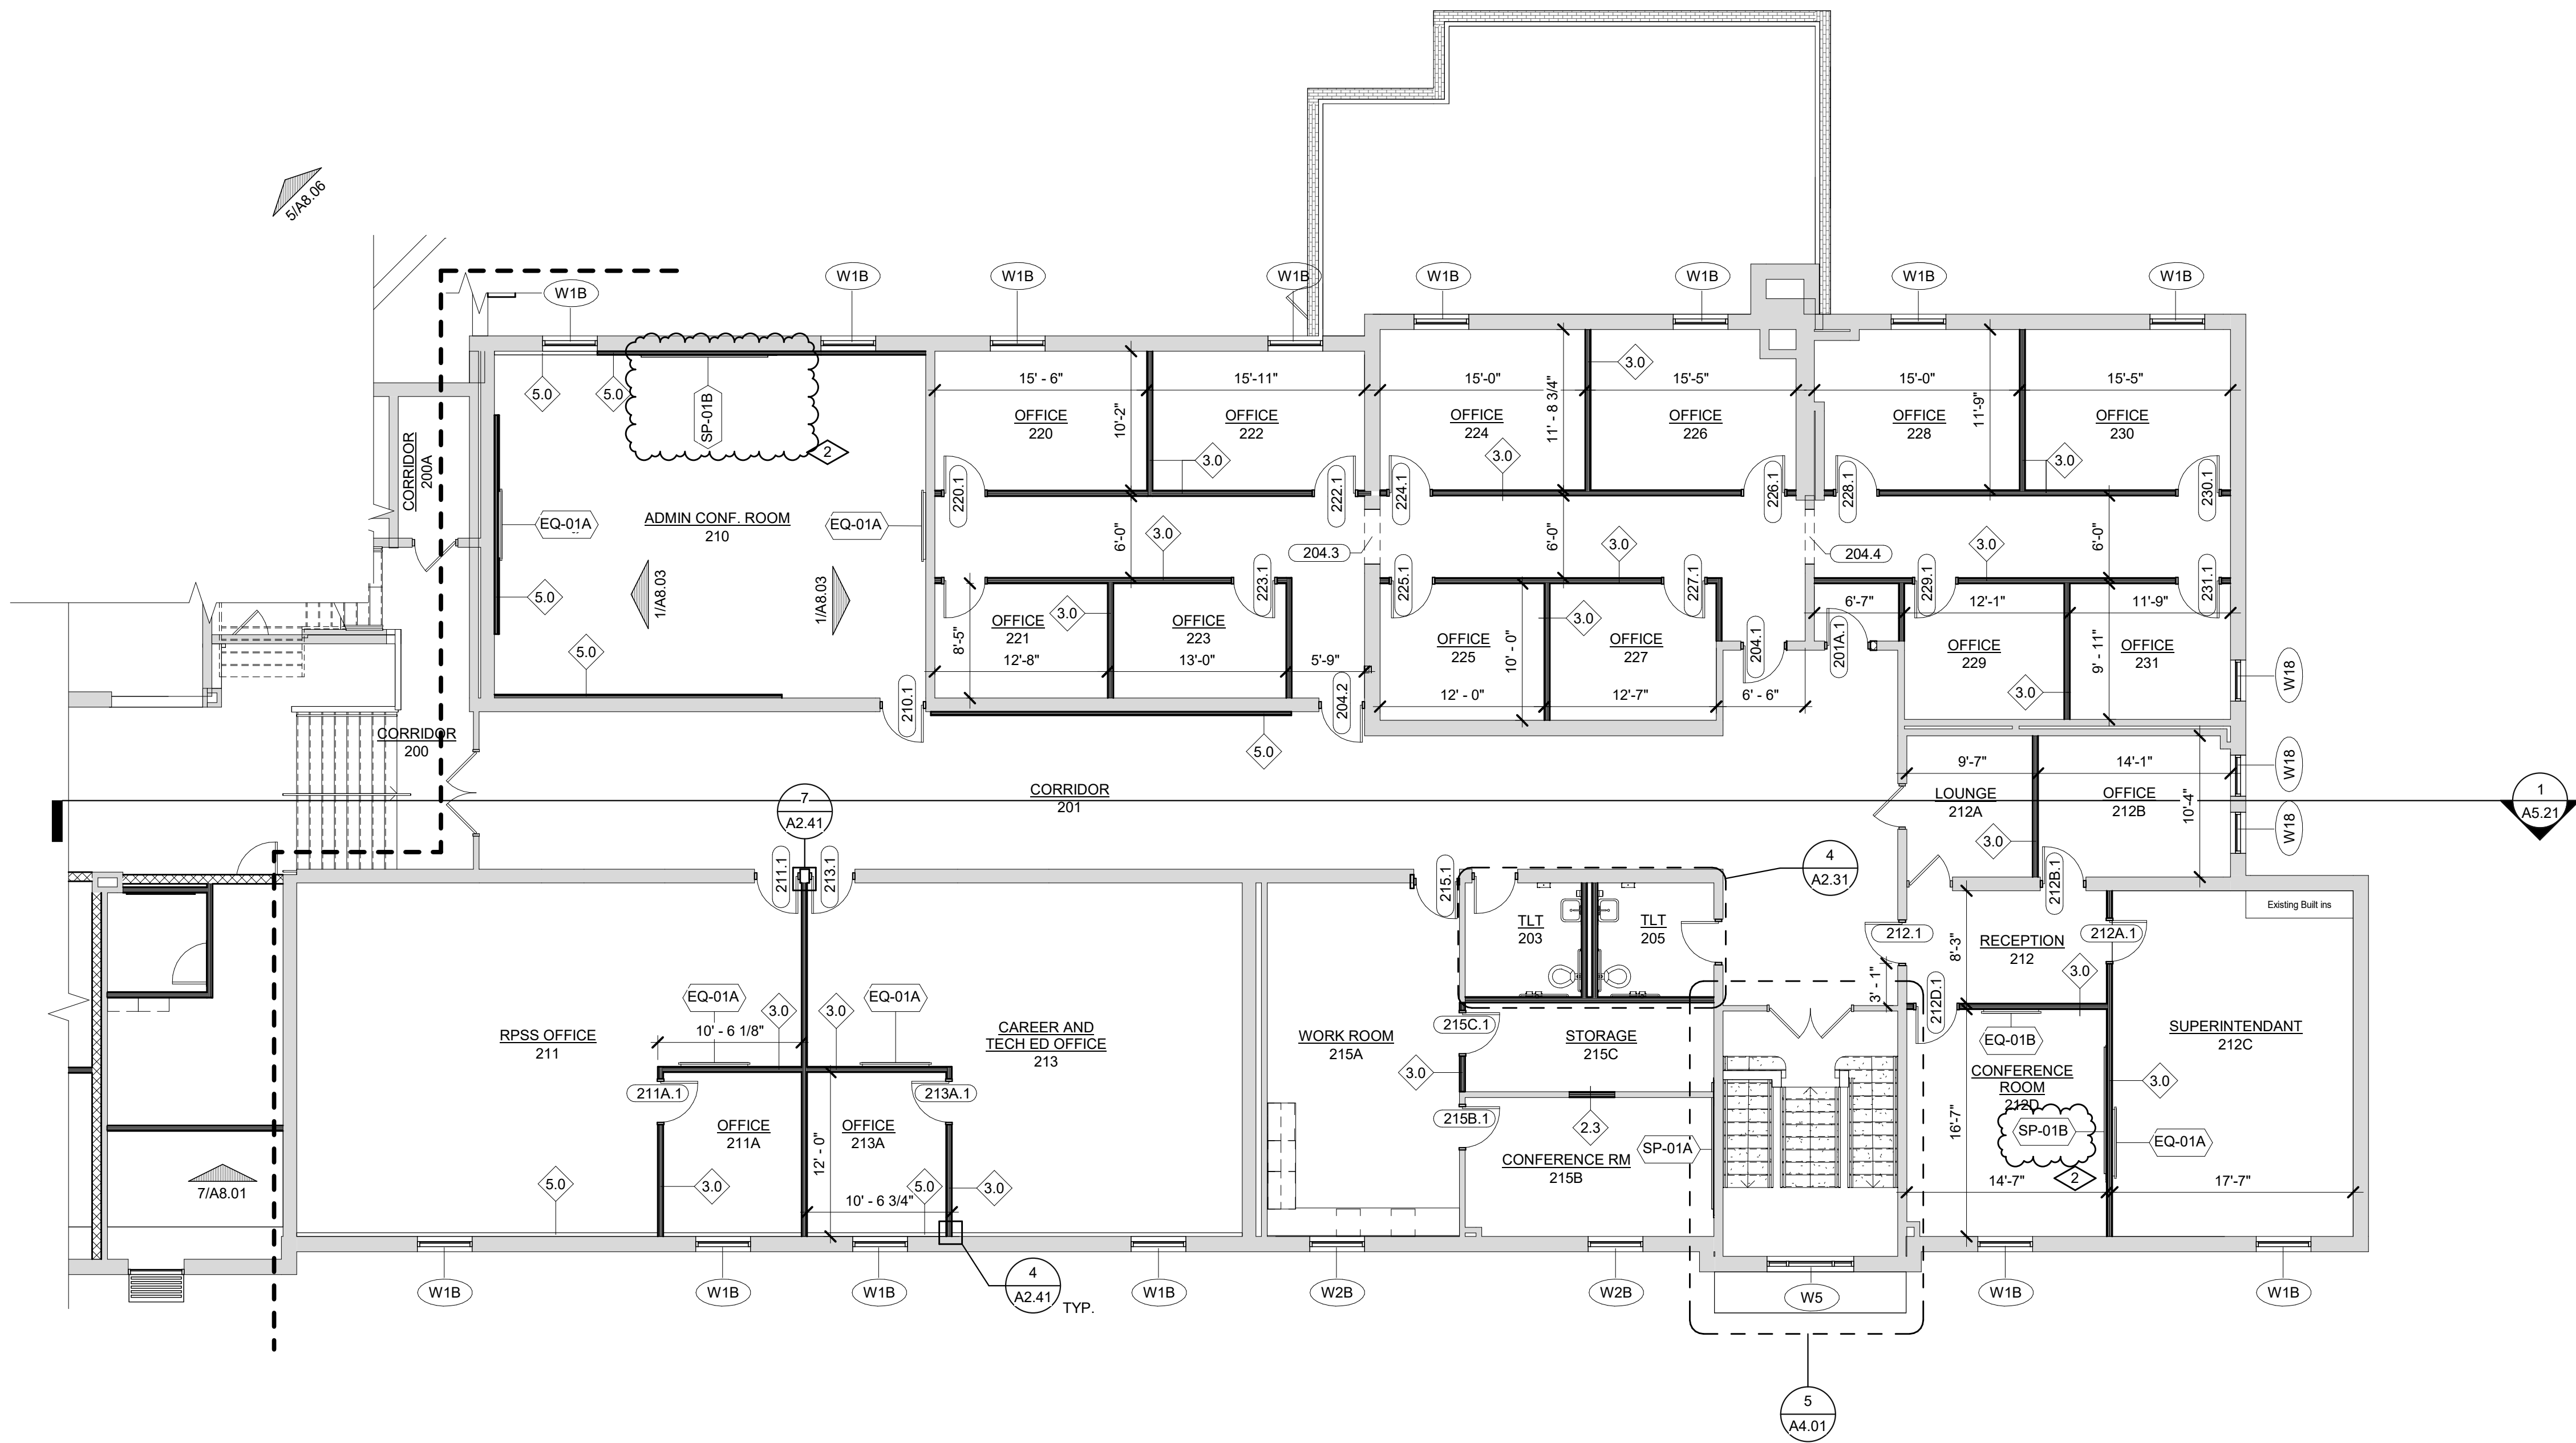 5/A8.06
W1B
W1B
W1B
W1B
W1B
W1B
W1B
W1B
5.0
5.0
SP-01B
2
15' - 6"
15'-11"
15'-0"
15'-5"
15'-0"
15'-5"
OFFICE
220
10'-2"
OFFICE
222
OFFICE
224
11' - 8 3/4"
3.0
OFFICE
226
OFFICE
228
11'-9"
OFFICE
230
3.0
3.0
3.0
CORRIDOR
200A
EQ-01A
ADMIN CONF. ROOM
210
EQ-01A
220.1
222.1
224.1
226.1
228.1
230.1
6'-0"
3.0
204.3
6'-0"
3.0
204.4
3.0
6'-0"
5.0
1/A8.03
1/A8.03
223.1
225.1
227.1
229.1
231.1
8'-5"
OFFICE
221
3.0
OFFICE
223
12'-8"
13'-0"
5'-9"
OFFICE
225
10' - 0"
3.0
OFFICE
227
12' - 0"
12'-7"
6' - 6"
204.1
201A.1
6'-7"
12'-1"
11'-9"
OFFICE
229
9' - 11"
OFFICE
231
3.0
W18
5.0
210.1
204.2
5.0
CORRIDOR
200
CORRIDOR
201
9'-7"
14'-1"
LOUNGE
212A
OFFICE
212B
10'-4"
3.0
W18
W18
1
A5.21
7
A2.41
211.1
213.1
215.1
4
A2.31
212B.1
Existing Built ins
TLT
203
TLT
205
212.1
8'-3"
RECEPTION
212
212A.1
3.0
3' - 1"
212D.1
EQ-01A
3.0
3.0
EQ-01A
10' - 6 1/8"
RPSS OFFICE
211
CAREER AND
TECH ED OFFICE
213
WORK ROOM
215A
215C.1
STORAGE
215C
3.0
EQ-01B
SUPERINTENDANT
212C
CONFERENCE
ROOM
212D
3.0
211A.1
213A.1
OFFICE
211A
OFFICE
213A
12' - 0"
215B.1
2.3
SP-01A
CONFERENCE RM
215B
16'-7"
SP-01B
EQ-01A
2
14'-7"
17'-7"
7/A8.01
5.0
3.0
5.0
3.0
10' - 6 3/4"
W1B
W1B
W1B
4
A2.41
TYP.
W1B
W2B
W2B
W5
W1B
W1B
5
A4.01